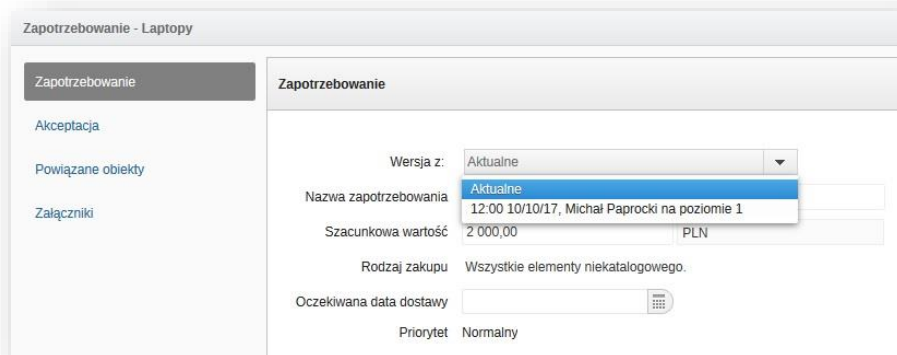 Zapotrzebowanie - Laptopy
Zapotrzebowanie
Akceptacja
Powiązane obiekty
Załączniki
Zapotrzebowanie
Wersja z: Aktualne
Aktualne
Nazwa zapotrzebowania
12:00 10/10/17, Michał Paprocki na poziomie 1
Szacunkowa wartość 2 000,00 PLN
Rodzaj zakupu Wszystkie elementy niekatalogowego.
Oczekiwana data dostawy
Priorytet Normalny